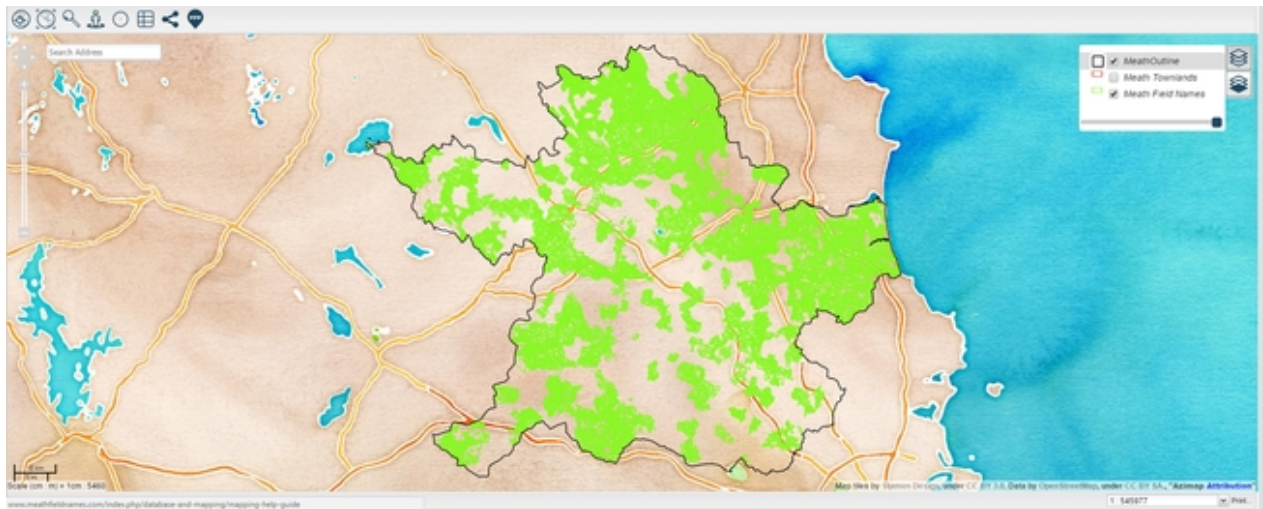 Search Address
MeathOutline
Meath Townlands
Meath Field Names
Scale (cm : m) = 1cm : 5460
Map tiles by Stamen Design, under CC BY 3.0. Data by OpenStreetMap, under CC BY SA., "Azimap Attribution"
www.meathfieldnames.com/index.php/database-and-mapping/mapping-help-guide
1 : 545977
Print..